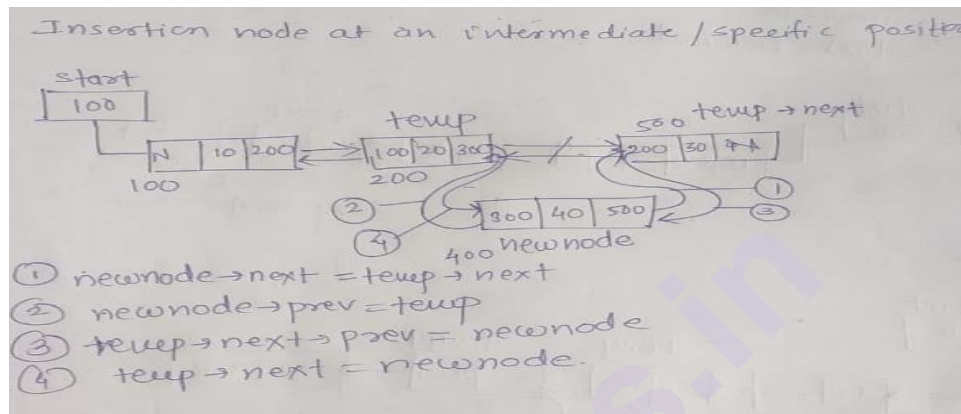 Insertion node at an intermediate / specific positio
start
100
temp
500 temp → next
N 10 200
100 20 300
200 30
100
200
300 40 500
1
2
3
4
400 newnode
① newnode → next = temp → next
② newnode → prev = temp
③ temp → next → prev = newnode
④ temp → next = newnode.
s.in